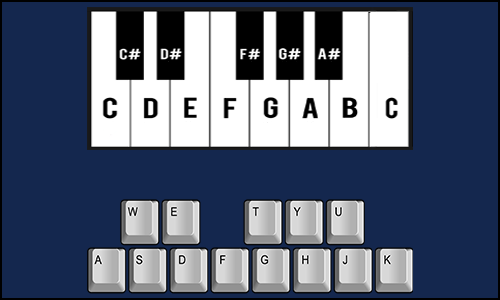 C# D# F# G# A#
C D E F G A B C
W E T Y U
A S D F G H J K